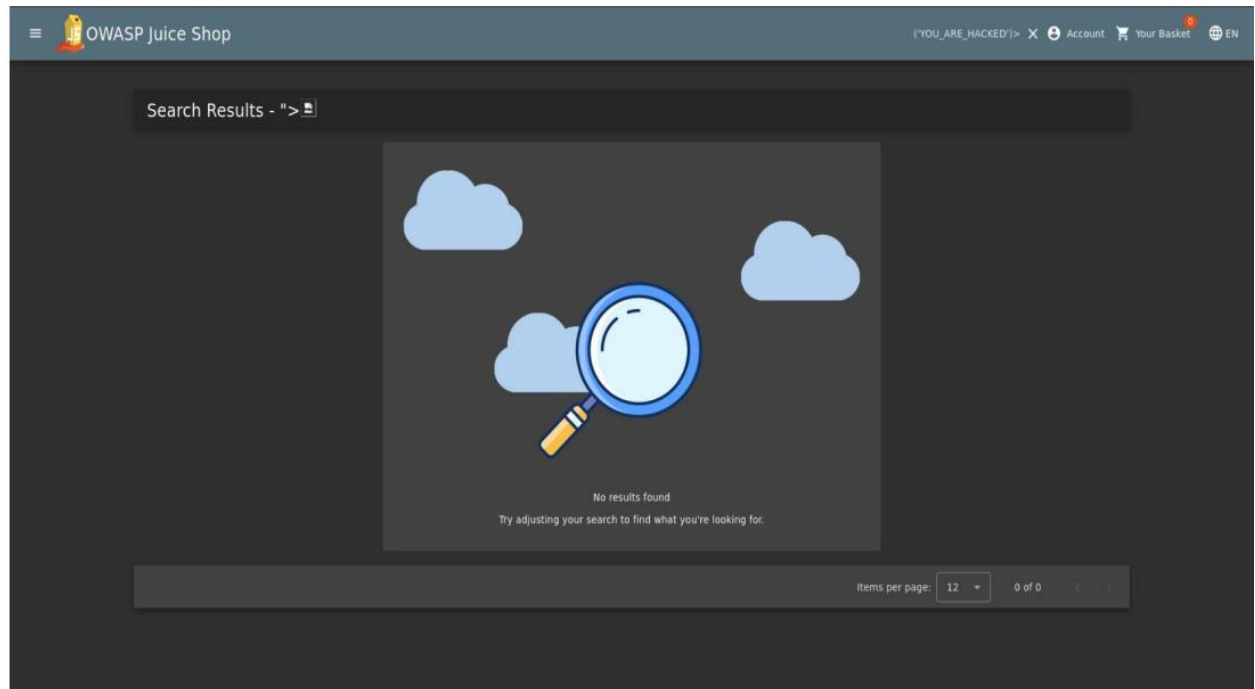 OWASP Juice Shop
('YOU_ARE_HACKED')> Account 0 Your Basket EN
Search Results - ">
No results found
Try adjusting your search to find what you're looking for.
Items per page: 12 0 of 0